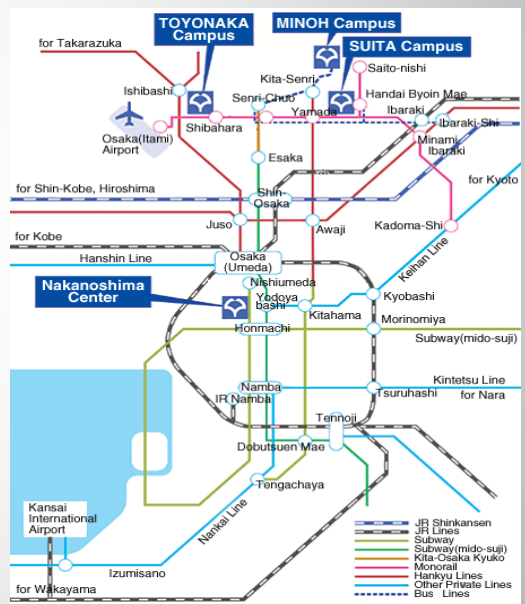 TOYONAKA
Campus
MINOH Campus
SUITA Campus
for Takarazuka
Kita-Senri
Saito-nishi
Ishibashi
Senri-Chuo
Handai Byoin Mae
Yamada
Ibaraki
Ibaraki-Shi
Shibahara
Osaka(Itami)
Airport
Minami
Ibaraki
Esaka
for Kyoto
for Shin-Kobe, Hiroshima
Shin-
Osaka
Juso
Awaji
Kadoma-Shi
for Kobe
Hanshin Line
Osaka
(Umeda)
Keihan Line
Nakanoshima
Center
Nishiumeda
Yodoya
bashi
Kitahama
Kyobashi
Honmachi
Morinomiya
Subway(mido-suji)
Namba
JR Namba
Tsuruhashi
Kintetsu Line
for Nara
Tennoji
Dobutsuen Mae
Tengachaya
Nankai Line
Kansai
International
Airport
Izumisano
for Wakayama
JR Shinkansen
JR Lines
Subway
Subway(mido-suji)
Kita-Osaka Kyuko
Monorail
Hankyu Lines
Other Private Lines
Bus Lines